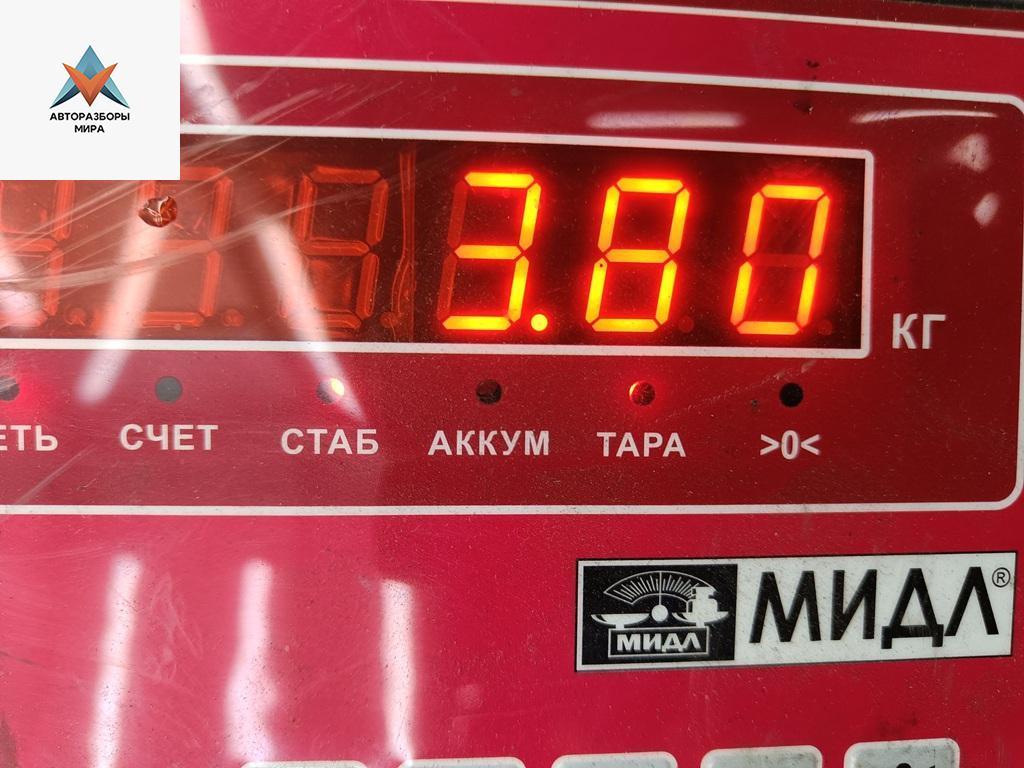 АВТОРАЗБОРЫ
МИРА
3.80
КГ
ЕТЬ СЧЕТ СТАБ АККУМ ТАРА >0<
МИДЛ МИДЛ®